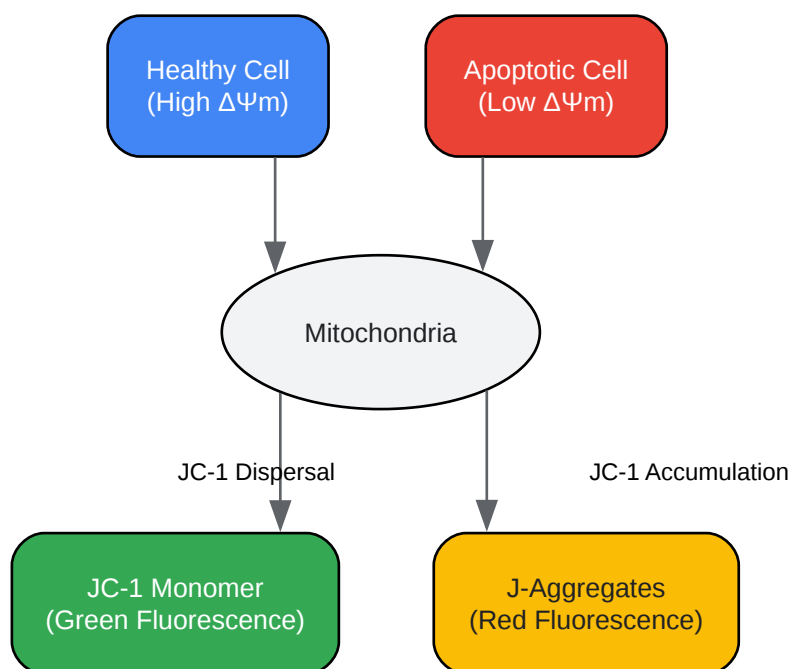 Healthy Cell
(High ΔΨm)
Apoptotic Cell
(Low ΔΨm)
Mitochondria
JC-1 Dispersal
JC-1 Accumulation
JC-1 Monomer
(Green Fluorescence)
J-Aggregates
(Red Fluorescence)